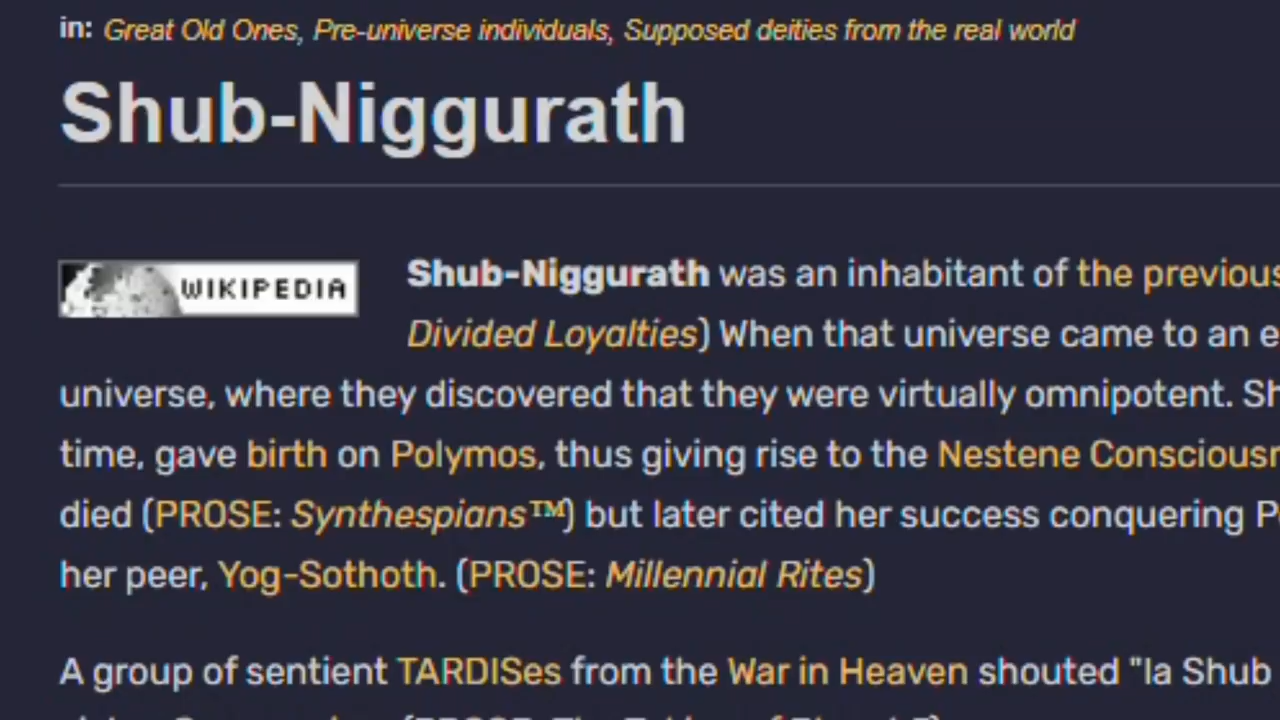 in: Great Old Ones, Pre-universe individuals, Supposed deities from the real world
Shub-Niggurath
WIKIPEDIA
Shub-Niggurath was an inhabitant of the previous
Divided Loyalties) When that universe came to an
universe, where they discovered that they were virtually omnipotent.
time, gave birth on Polymos, thus giving rise to the Nestene
died (PROSE: Synthespians™) but later cited her success conquering
her peer, Yog-Sothoth. (PROSE: Millennial Rites)
A group of sentient TARDISes from the War in Heaven shouted "Ia Shub